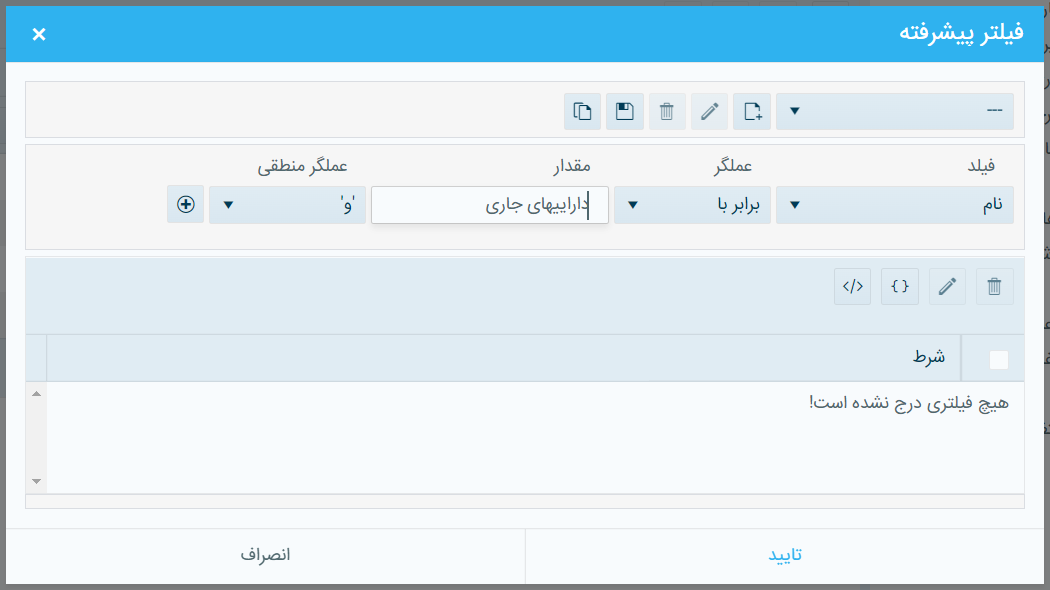 فیلتر پیشرفته
---
فیلد
عملگر
مقدار
عملگر منطقی
نام
برابر با
داراییهای جاری
'و'
{ }
</>
شرط
هیچ فیلتری درج نشده است!
تایید
انصراف